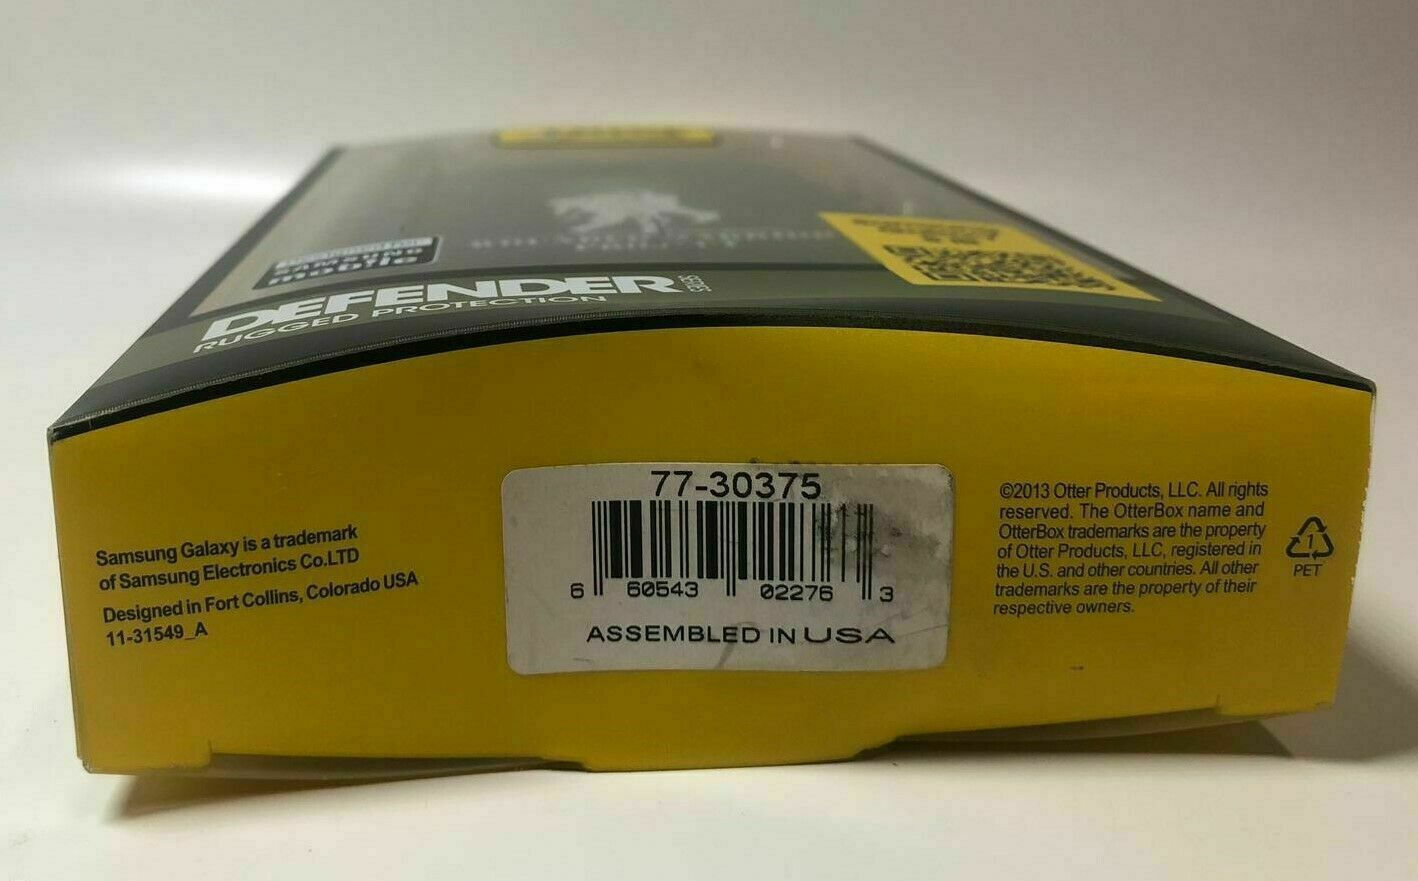 SAMSUNG
mobile
DEFENDER SERIES
RUGGED PROTECTION
Samsung Galaxy is a trademark
of Samsung Electronics Co.LTD
Designed in Fort Collins, Colorado USA
11-31549_A
77-30375
6 60543 02276 3
ASSEMBLED IN USA
©2013 Otter Products, LLC. All rights
reserved. The OtterBox name and
OtterBox trademarks are the property
of Otter Products, LLC, registered in
the U.S. and other countries. All other
trademarks are the property of their
respective owners.
1
PET